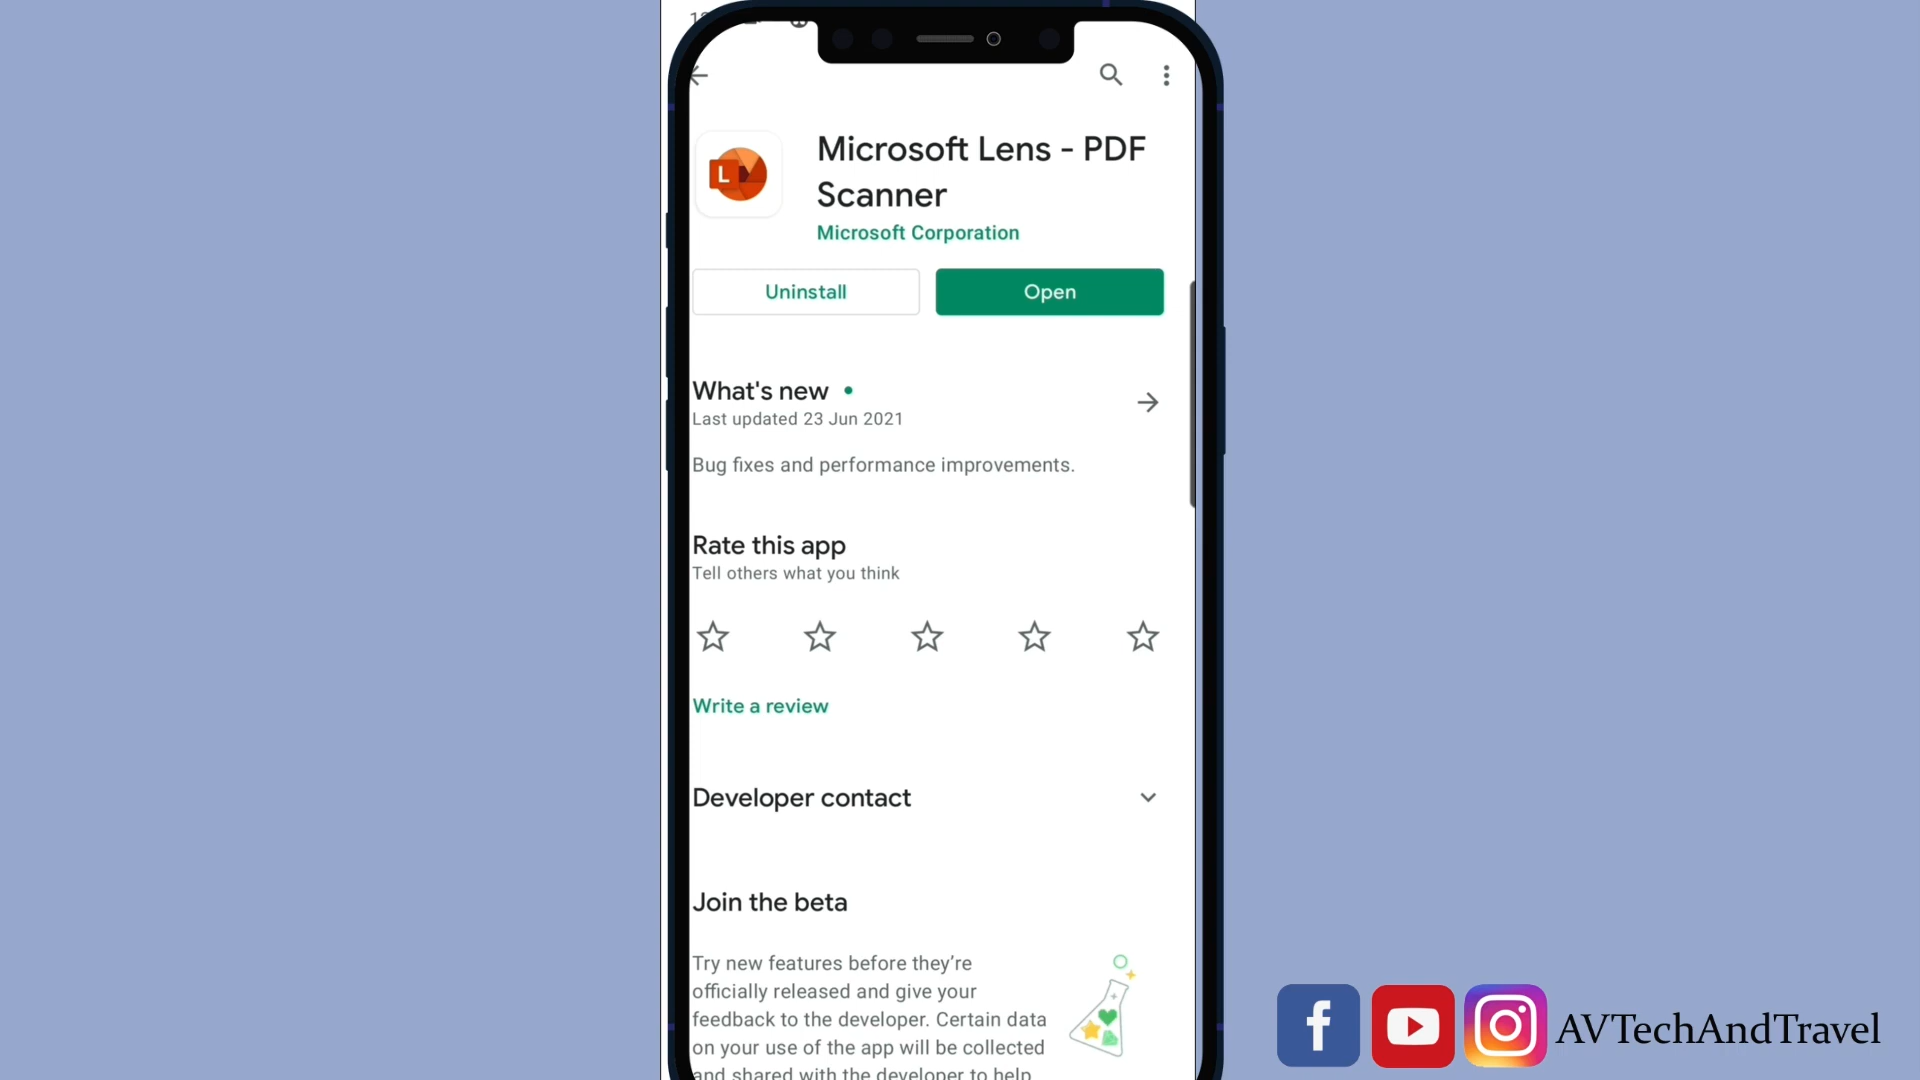 Microsoft Lens - PDF
Scanner
Microsoft Corporation
Uninstall
Open
What's new
Last updated 23 Jun 2021
Bug fixes and performance improvements.
Rate this app
Tell others what you think
Write a review
Developer contact
Join the beta
Try new features before they’re
officially released and give your
feedback to the developer. Certain data
on your use of the app will be collected
and shared with the developer to help
AVTechAndTravel